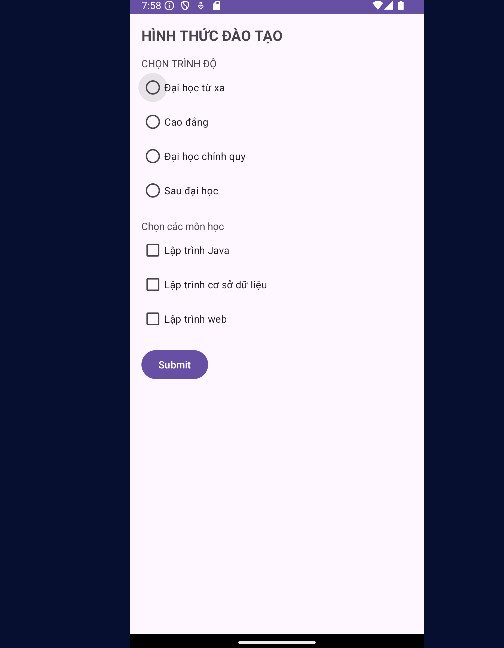 7:58
HÌNH THỨC ĐÀO TẠO
CHỌN TRÌNH ĐỘ
Đại học từ xa
Cao đẳng
Đại học chính quy
Sau đại học
Chọn các môn học
Lập trình Java
Lập trình cơ sở dữ liệu
Lập trình web
Submit